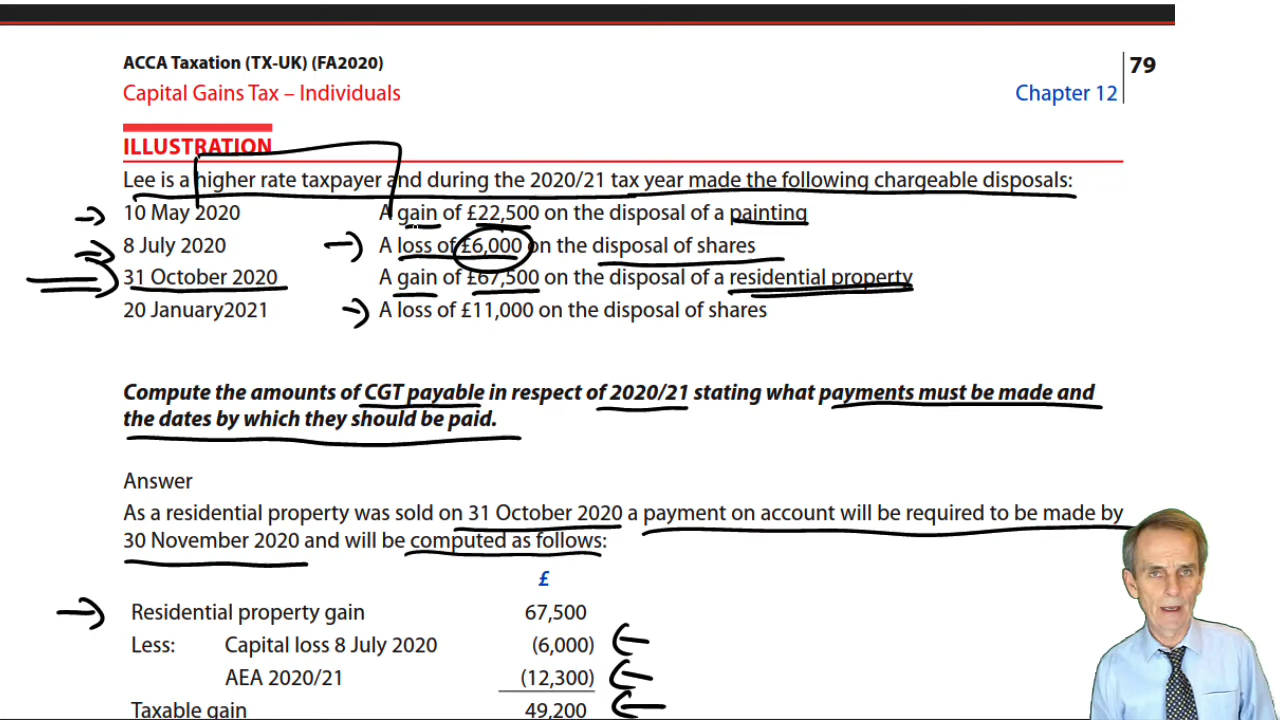 ACCA Taxation (TX-UK) (FA2020) 79
Capital Gains Tax – Individuals Chapter 12
ILLUSTRATION
Lee is a higher rate taxpayer and during the 2020/21 tax year made the following chargeable disposals:
10 May 2020 A gain of £22,500 on the disposal of a painting
8 July 2020 A loss of £6,000 on the disposal of shares
31 October 2020 A gain of £67,500 on the disposal of a residential property
20 January2021 A loss of £11,000 on the disposal of shares
Compute the amounts of CGT payable in respect of 2020/21 stating what payments must be made and
the dates by which they should be paid.
Answer
As a residential property was sold on 31 October 2020 a payment on account will be required to be made by
30 November 2020 and will be computed as follows:
£
Residential property gain 67,500
Less: Capital loss 8 July 2020 (6,000)
AEA 2020/21 (12,300)
Taxable gain 49,200